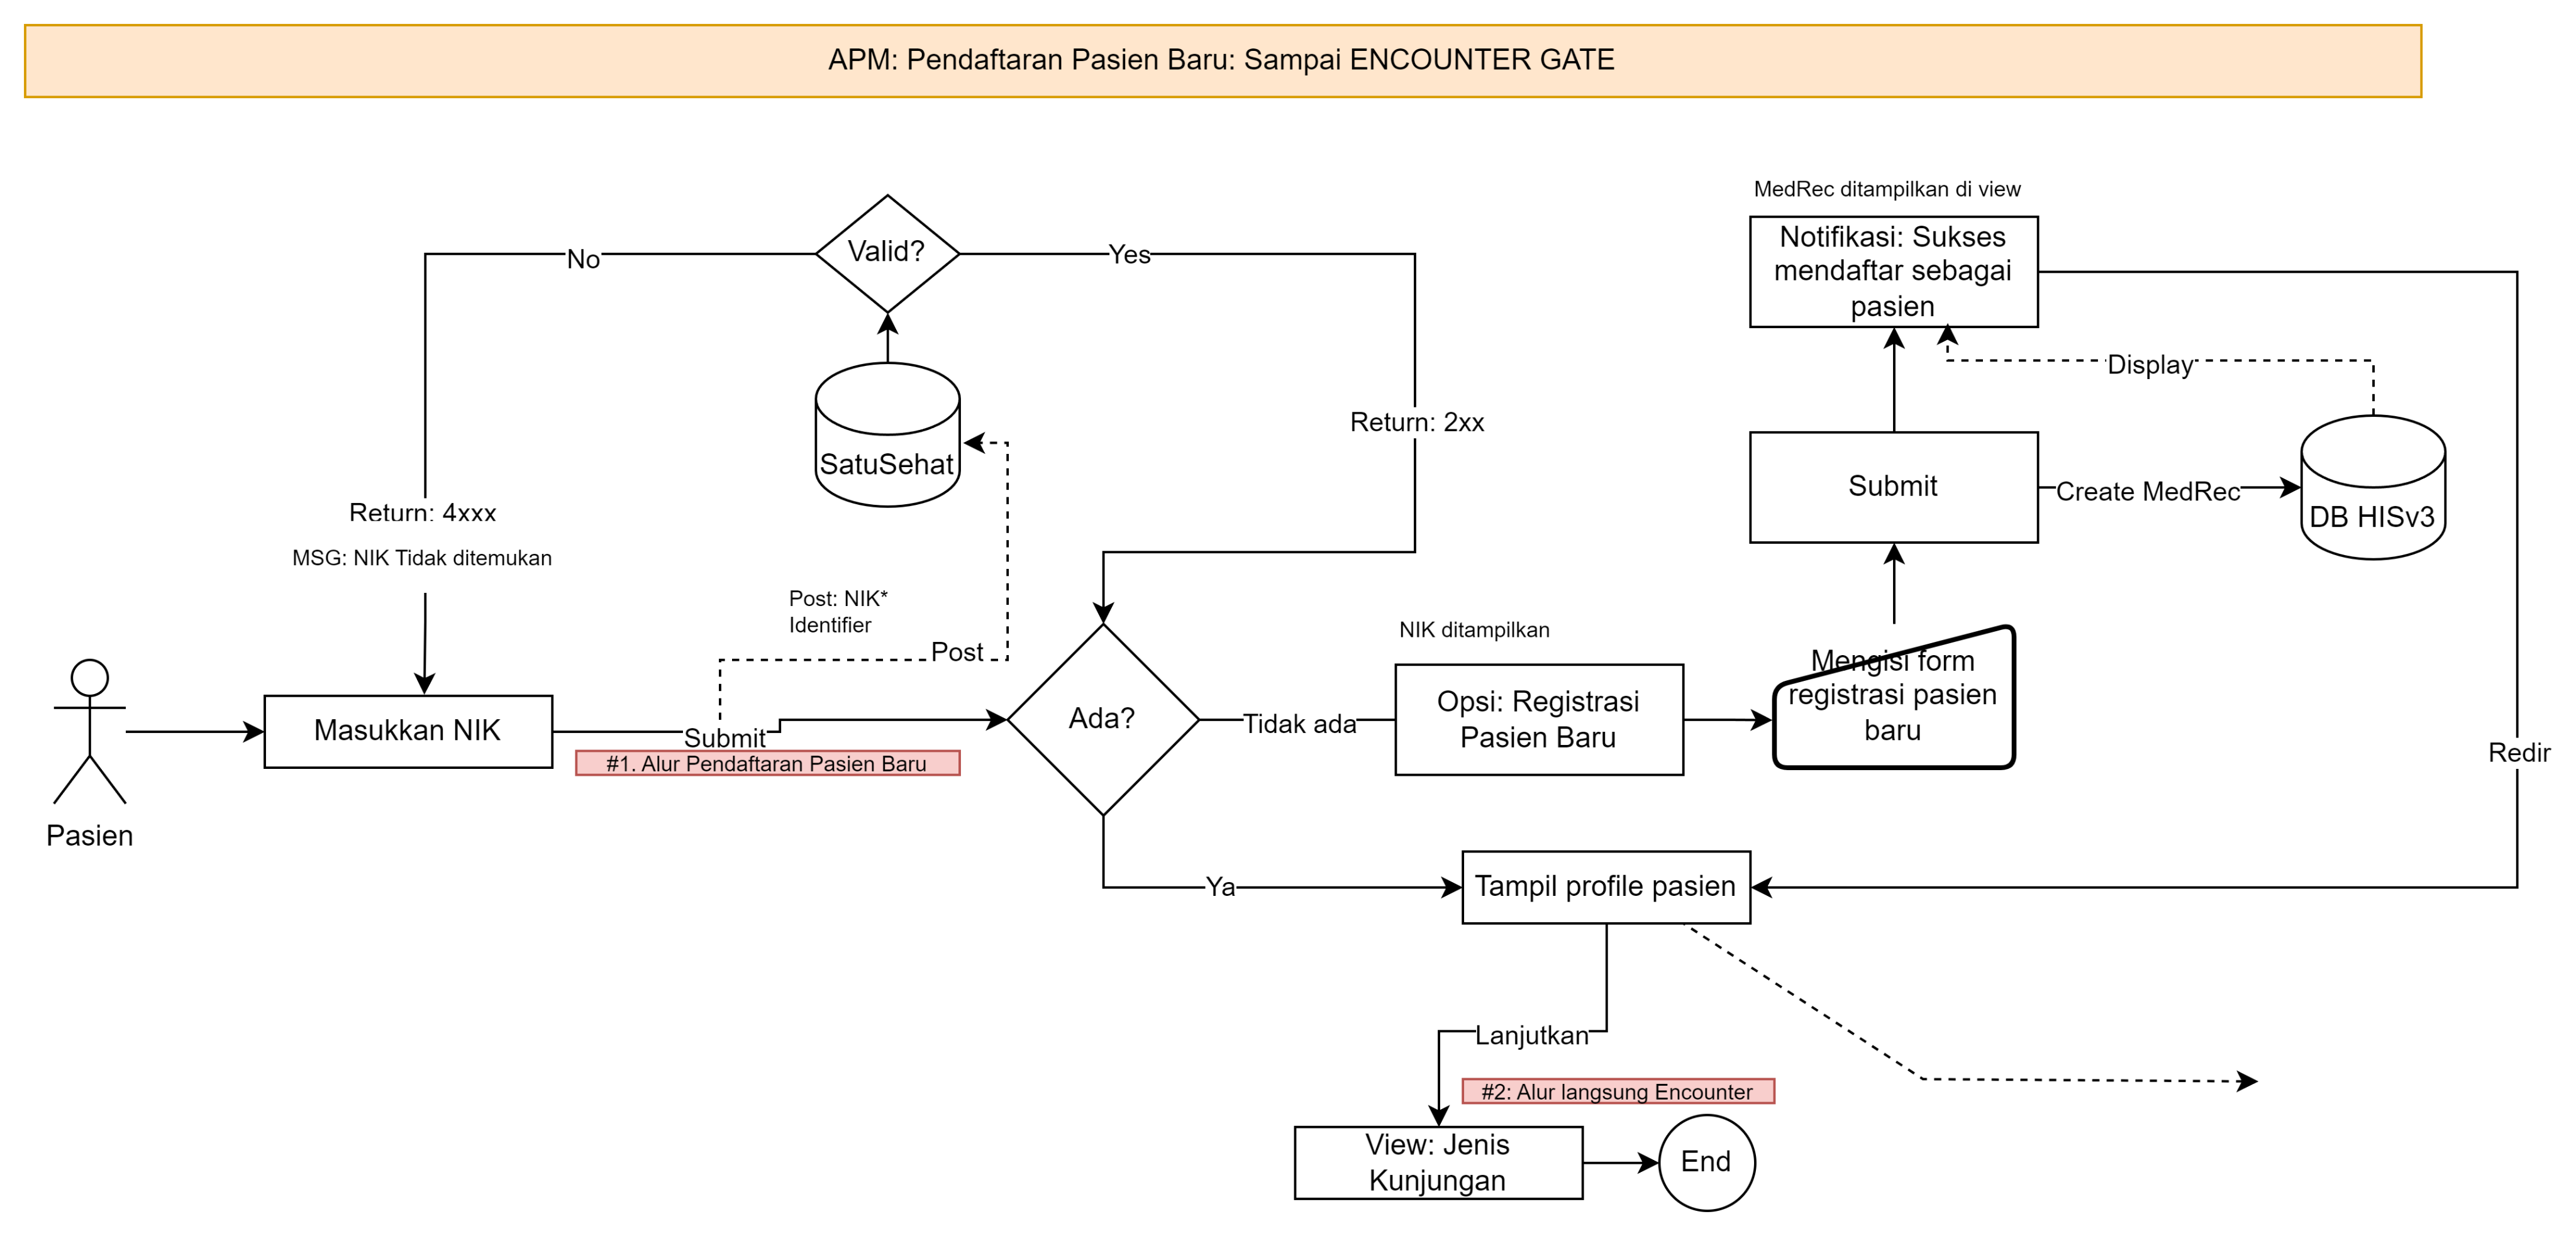 APM: Pendaftaran Pasien Baru: Sampai ENCOUNTER GATE
MedRec ditampilkan di view
Notifikasi: Sukses
mendaftar sebagai
pasien
Valid?
No
Yes
Display
Return: 2xx
SatuSehat
Submit
Create MedRec
DB HISv3
Return: 4xxx
MSG: NIK Tidak ditemukan
Post: NIK*
Identifier
Post
NIK ditampilkan
Mengisi form
registrasi pasien
baru
Opsi: Registrasi
Pasien Baru
Tidak ada
Ada?
Masukkan NIK
Submit
#1. Alur Pendaftaran Pasien Baru
Redir
Pasien
Ya
Tampil profile pasien
Lanjutkan
#2: Alur langsung Encounter
View: Jenis
Kunjungan
End